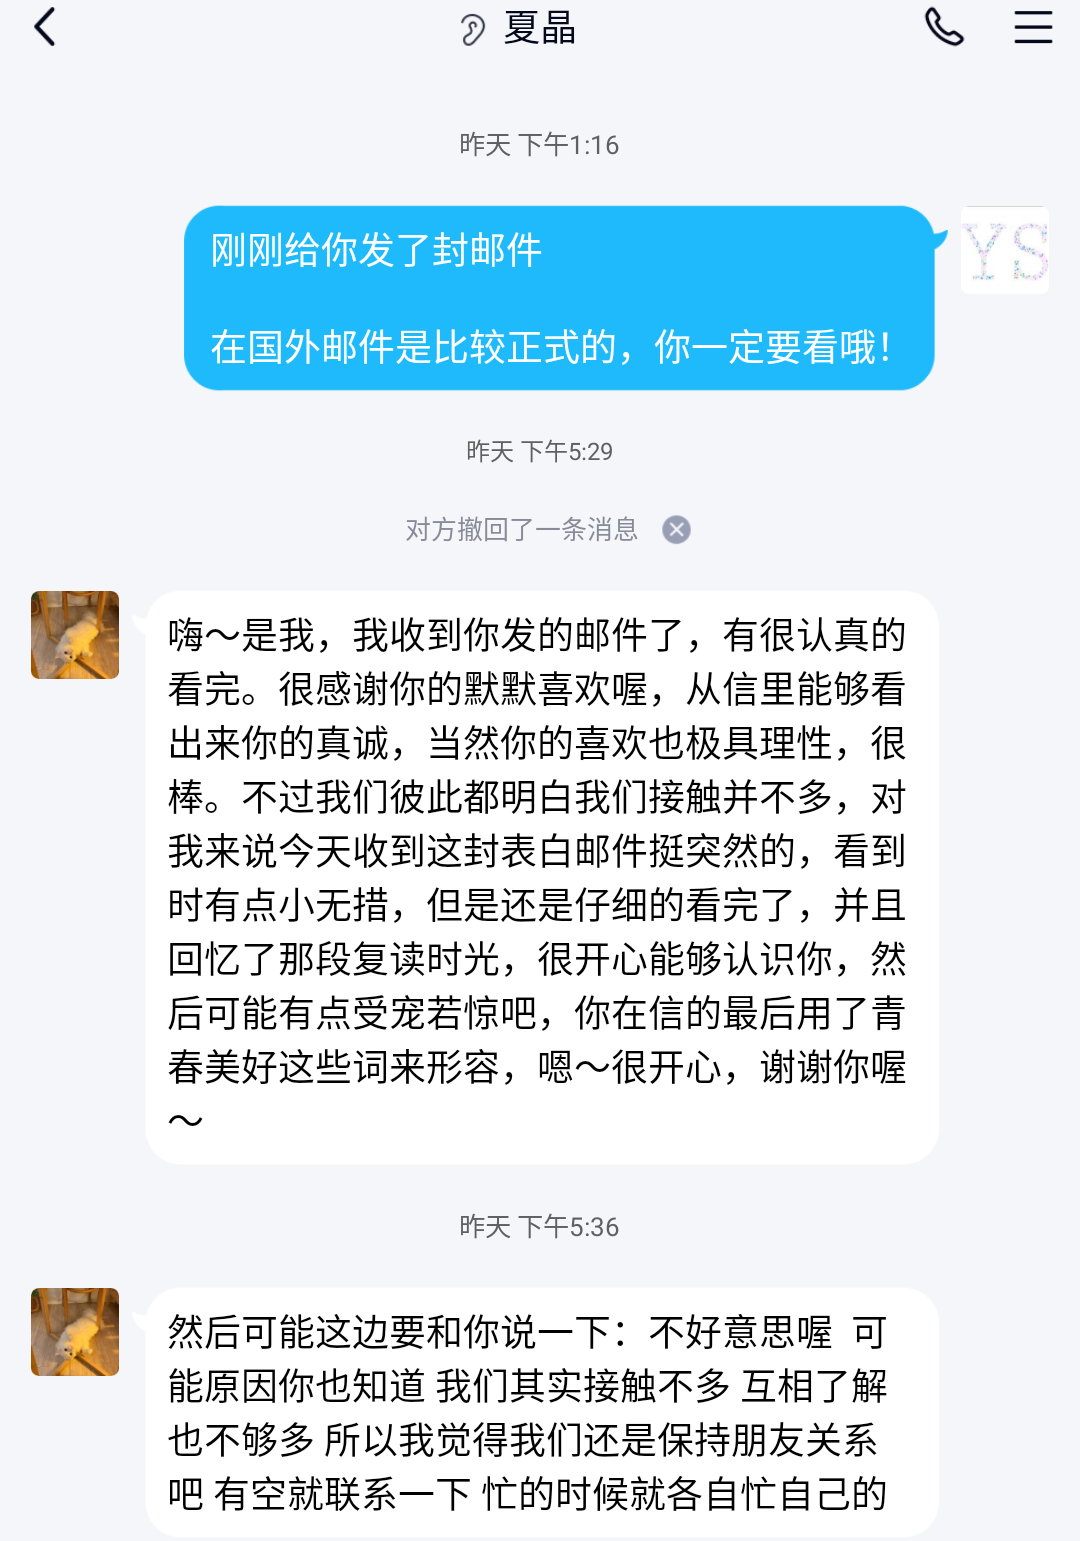 夏晶
昨天 下午1:16
刚刚给你发了封邮件
在国外邮件是比较正式的，你一定要看哦！
YS
昨天 下午5:29
对方撤回了一条消息
嗨～是我，我收到你发的邮件了，有很认真的
看完。很感谢你的默默喜欢喔，从信里能够看
出来你的真诚，当然你的喜欢也极具理性，很
棒。不过我们彼此都明白我们接触并不多，对
我来说今天收到这封表白邮件挺突然的，看到
时有点小无措，但是还是仔细的看完了，并且
回忆了那段复读时光，很开心能够认识你，然
后可能有点受宠若惊吧，你在信的最后用了青
春美好这些词来形容，嗯～很开心，谢谢你喔
～
昨天 下午5:36
然后可能这边要和你说一下：不好意思喔 可
能原因你也知道 我们其实接触不多 互相了解
也不够多 所以我觉得我们还是保持朋友关系
吧 有空就联系一下 忙的时候就各自忙自己的